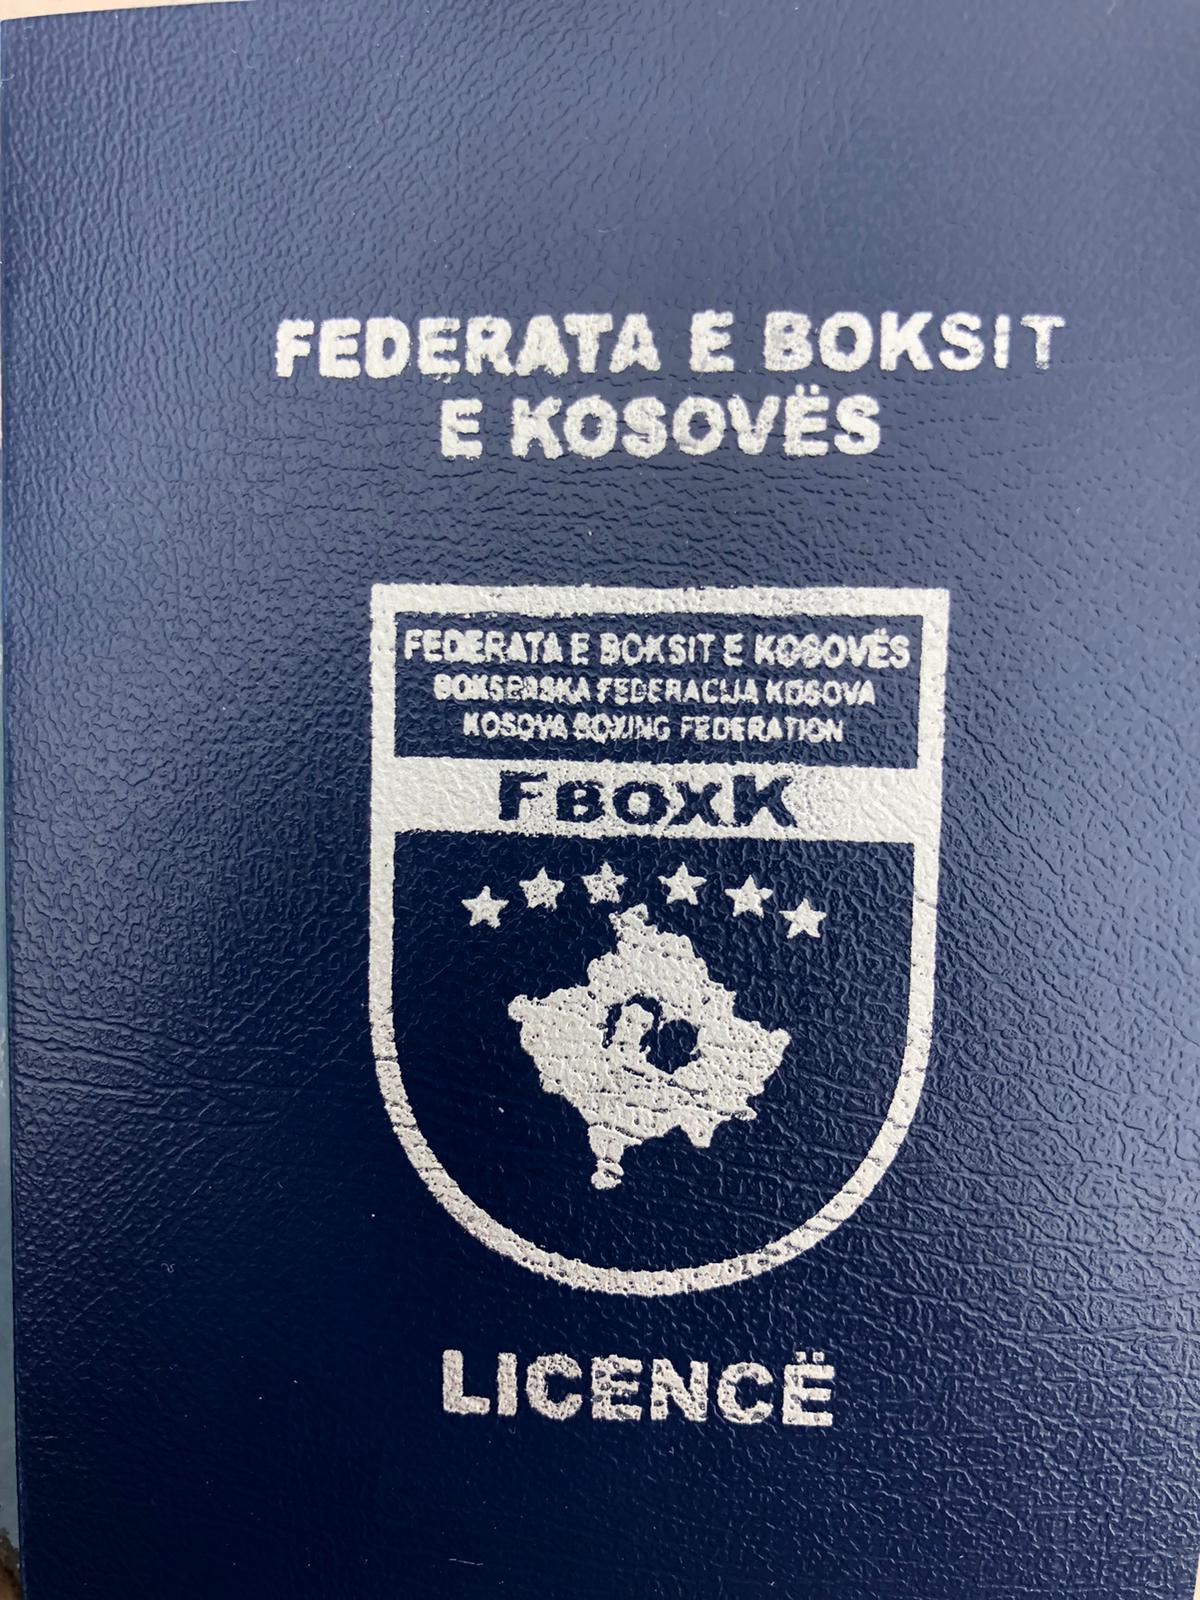 FEDERATA E BOKSIT
E KOSOVËS
FEDERATA E BOKSIT E KOSOVËS
BOKSERSKA FEDERACIJA KOSOVA
KOSOVA BOXING FEDERATION
FBOXK
LICENCË